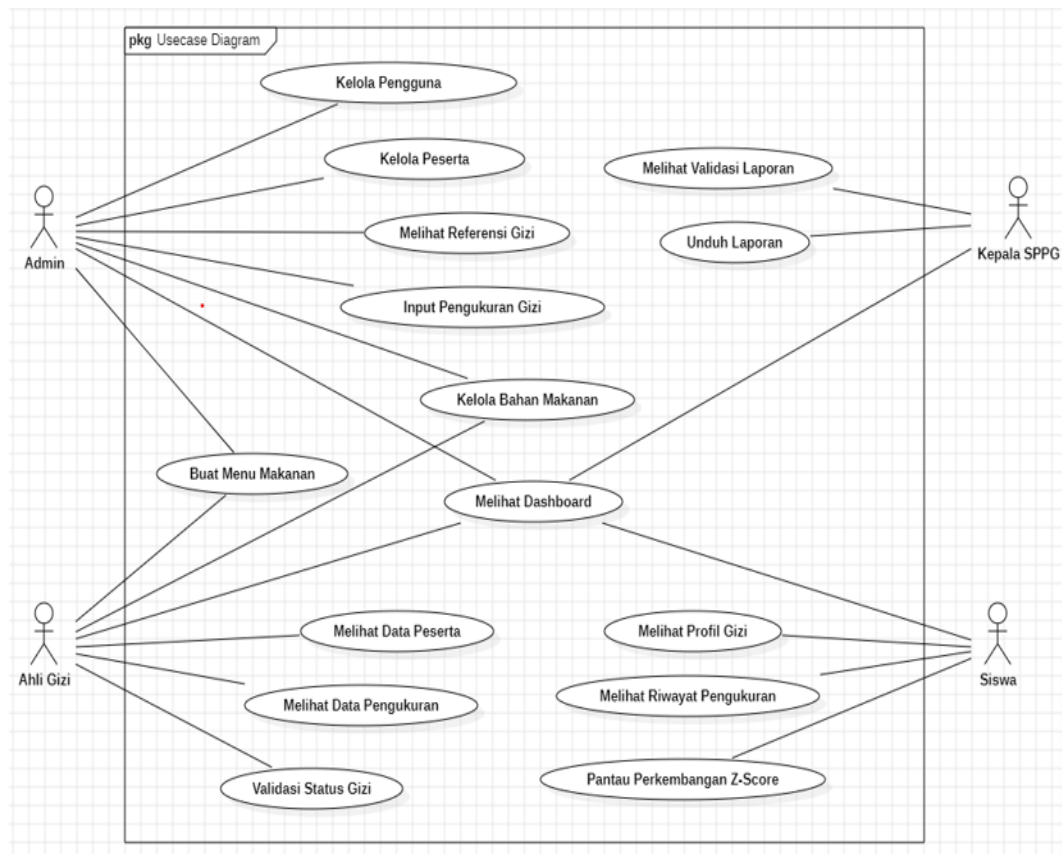 pkg Usecase Diagram
Kelola Pengguna
Kelola Peserta
Melihat Validasi Laporan
Melihat Referensi Gizi
Unduh Laporan
Admin
Kepala SPPG
Input Pengukuran Gizi
Kelola Bahan Makanan
Buat Menu Makanan
Melihat Dashboard
Melihat Data Peserta
Melihat Profil Gizi
Ahli Gizi
Siswa
Melihat Data Pengukuran
Melihat Riwayat Pengukuran
Validasi Status Gizi
Pantau Perkembangan Z-Score